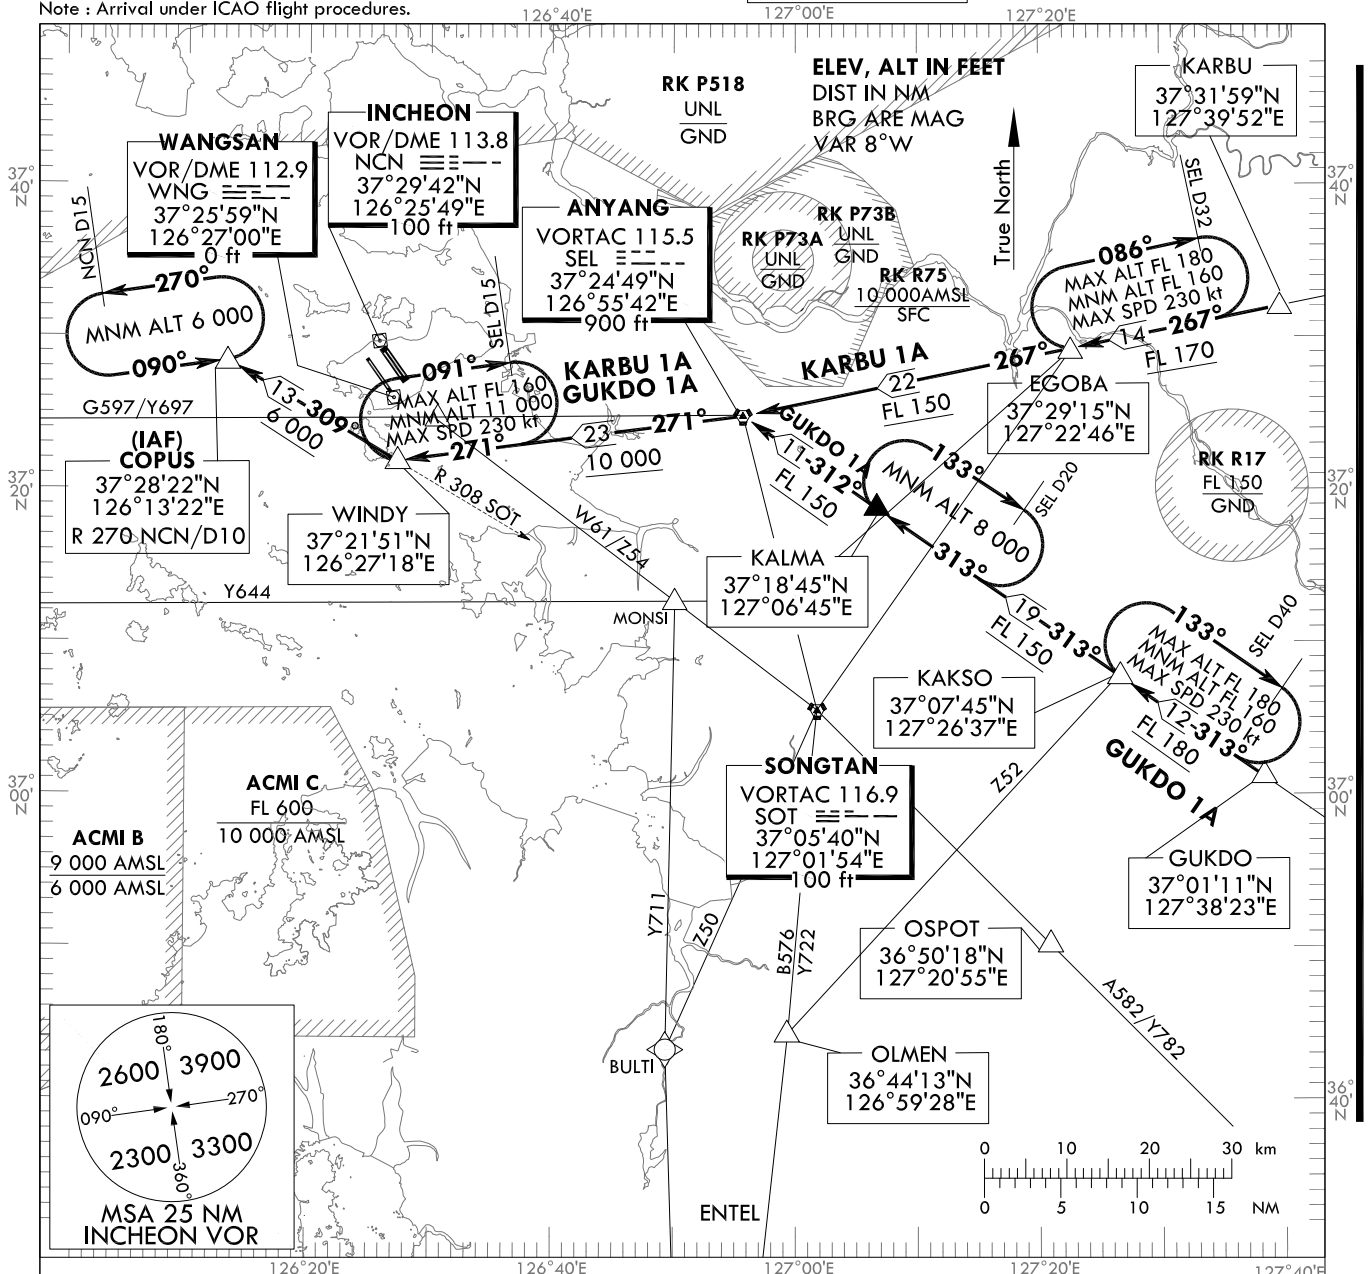 Note : Arrival under ICAO flight procedures.
126°40'E
127°00'E
127°20'E
ELEV, ALT IN FEET
DIST IN NM
BRG ARE MAG
VAR 8°W
True North
RK P518
UNL
GND
KARBU
37°31'59"N
127°39'52"E
INCHEON
VOR/DME 113.8
NCN
37°29'42"N
126°25'49"E
100 ft
WANGSAN
VOR/DME 112.9
WNG
37°25'59"N
126°27'00"E
0 ft
ANYANG
VORTAC 115.5
SEL
37°24'49"N
126°55'42"E
900 ft
37°
40'
N
37°
40'
N
RK P73B
UNL
GND
RK P73A
UNL
GND
RK R75
10 000AMSL
SFC
SEL D32
086°
MAX ALT FL 180
MNM ALT FL 160
MAX SPD 230 kt
14
267°
FL 170
NCN D15
270°
MNM ALT 6 000
090°
SEL D15
091°
MAX ALT FL 160
MNM ALT 11 000
MAX SPD 230 kt
271°
KARBU 1A
GUKDO 1A
KARBU 1A
267°
22
FL 150
EGOBA
37°29'15"N
127°22'46"E
G597/Y697
13
309°
6 000
23
271°
10 000
GUKDO 1A
11
312°
FL 150
133°
MNM ALT 8 000
313°
SEL D20
RK R17
FL 150
GND
(IAF)
COPUS
37°28'22"N
126°13'22"E
R 270 NCN/D10
37°
20'
N
37°
20'
N
WINDY
37°21'51"N
126°27'18"E
R 308 SOT
W61/Z54
KALMA
37°18'45"N
127°06'45"E
Y644
MONSI
19
313°
FL 150
133°
MAX ALT FL 180
MNM ALT FL 160
MAX SPD 230 kt
SEL D40
12
313°
FL 180
GUKDO 1A
KAKSO
37°07'45"N
127°26'37"E
Z52
SONGTAN
VORTAC 116.9
SOT
37°05'40"N
127°01'54"E
100 ft
37°
00'
N
37°
00'
N
ACMI C
FL 600
10 000 AMSL
ACMI B
9 000 AMSL
6 000 AMSL
GUKDO
37°01'11"N
127°38'23"E
Y711
Z50
B576
Y722
OSPOT
36°50'18"N
127°20'55"E
A582/Y782
BULTI
OLMEN
36°44'13"N
126°59'28"E
36°
40'
N
180°
2600
3900
090°
270°
2300
3300
360°
MSA 25 NM
INCHEON VOR
ENTEL
0 10 20 30 km
0 5 10 15 NM
126°20'E
126°40'E
127°00'E
127°20'E
127°40'E